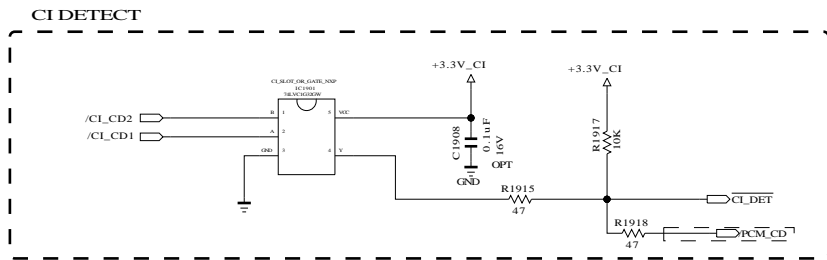 CI DETECT
+3.3V_CI
+3.3V_CI
CI_SLOT_OR_GATE_NXP
IC1901
74LVC1G32GW
/CI_CD2
B
1
5
VCC
/CI_CD1
A
2
GND
3
4
Y
C1908
0.1uF
16V
OPT
GND
R1917
10K
R1915
47
CI_DET
R1918
47
/PCM_CD